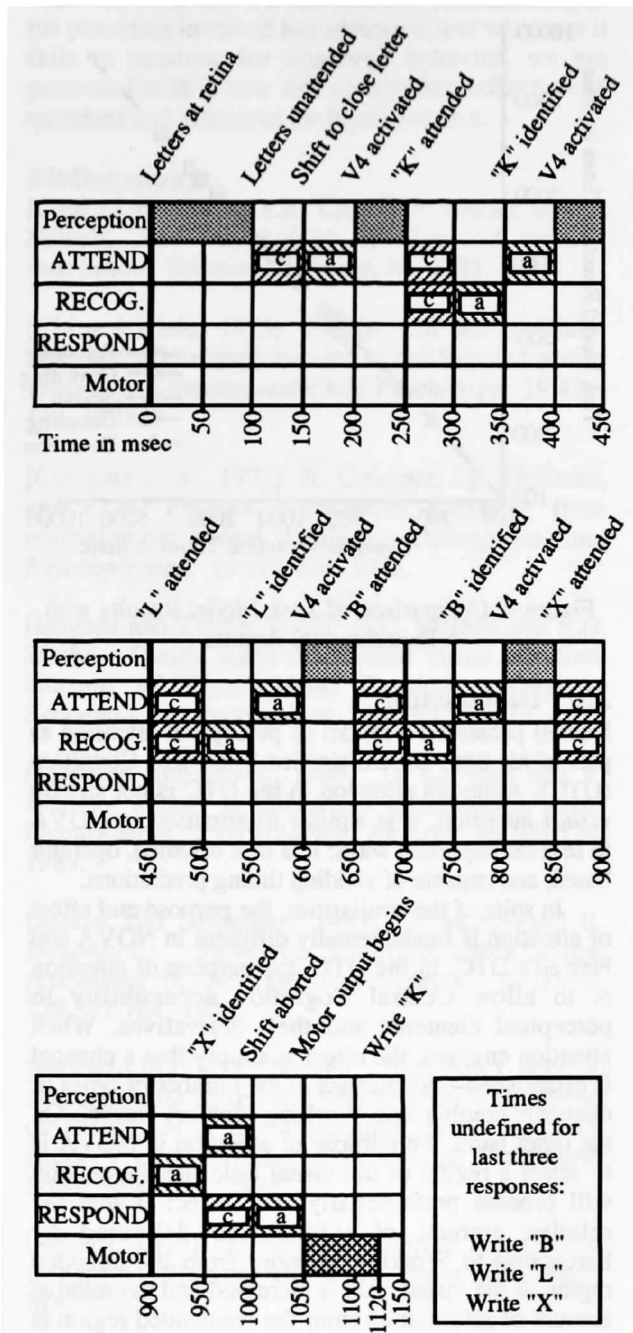 Letters at retina
Letters unattended
Shift to close letter
V4 activated
"K" attended
"K" identified
V4 activated
Perception
ATTEND c a c a
RECOG. c a
RESPOND
Motor
Time in msec 0 50 100 150 200 250 300 350 400 450
"L" attended
"L" identified
V4 activated
"B" attended
"B" identified
V4 activated
"X" attended
Perception
ATTEND c a c a c
RECOG. c a c a c
RESPOND
Motor
450 500 550 600 650 700 750 800 850 900
"X" identified
Shift aborted
Motor output begins
Write "K"
Perception
ATTEND a
RECOG. a
RESPOND c a
Motor
900 950 1000 1050 1100 1120 1150
Times
undefined for
last three
responses
Write "B"
Write "L"
Write "X"